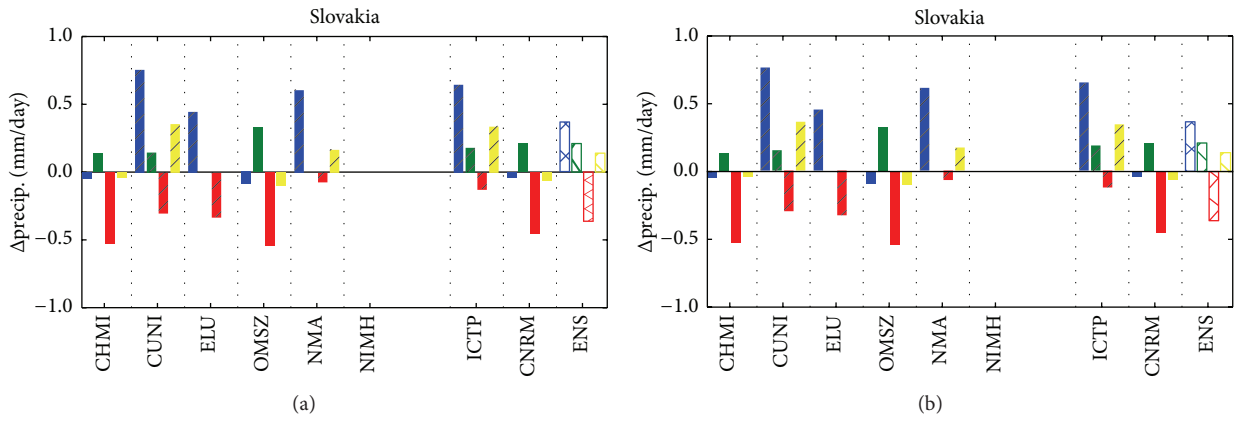 Slovakia
1.0
0.5
0.0
−0.5
−1.0
Δprecip. (mm/day)
CHMI
CUNI
ELU
OMSZ
NMA
NIMH
ICTP
CNRM
ENS
(a)
Slovakia
1.0
0.5
0.0
−0.5
−1.0
Δprecip. (mm/day)
CHMI
CUNI
ELU
OMSZ
NMA
NIMH
ICTP
CNRM
ENS
(b)